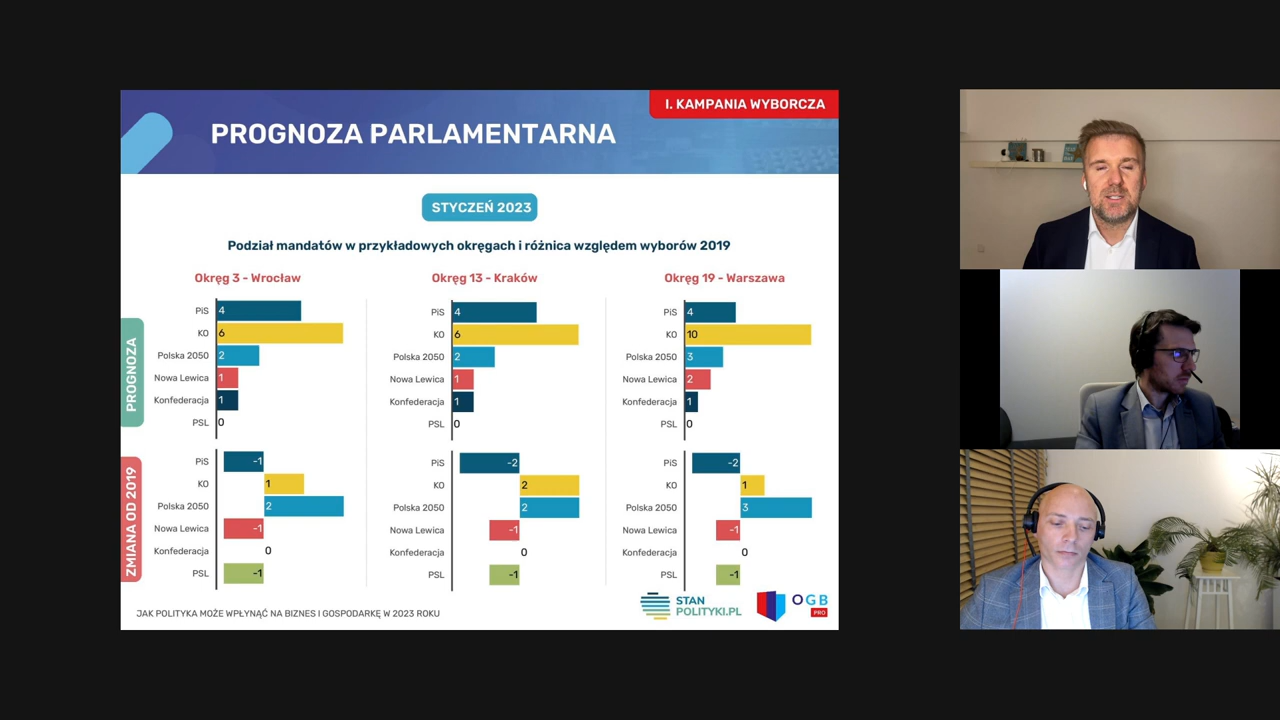 I. KAMPANIA WYBORCZA
PROGNOZA PARLAMENTARNA
STYCZEŃ 2023
Podział mandatów w przykładowych okręgach i różnica względem wyborów 2019
Okręg 3 - Wrocław
Okręg 13 - Kraków
Okręg 19 - Warszawa
PROGNOZA
PiS 4
KO 6
Polska 2050 2
Nowa Lewica 1
Konfederacja 1
PSL 0
PiS 4
KO 6
Polska 2050 2
Nowa Lewica 1
Konfederacja 1
PSL 0
PiS 4
KO 10
Polska 2050 3
Nowa Lewica 2
Konfederacja 1
PSL 0
ZMIANA OD 2019
PiS -1
KO 1
Polska 2050 2
Nowa Lewica -1
Konfederacja 0
PSL -1
PiS -2
KO 2
Polska 2050 2
Nowa Lewica -1
Konfederacja 0
PSL -1
PiS -2
KO 1
Polska 2050 3
Nowa Lewica -1
Konfederacja 0
PSL -1
JAK POLITYKA MOŻE WPŁYNĄĆ NA BIZNES I GOSPODARKĘ W 2023 ROKU
STAN
POLITYKI.PL
OGB
PRO